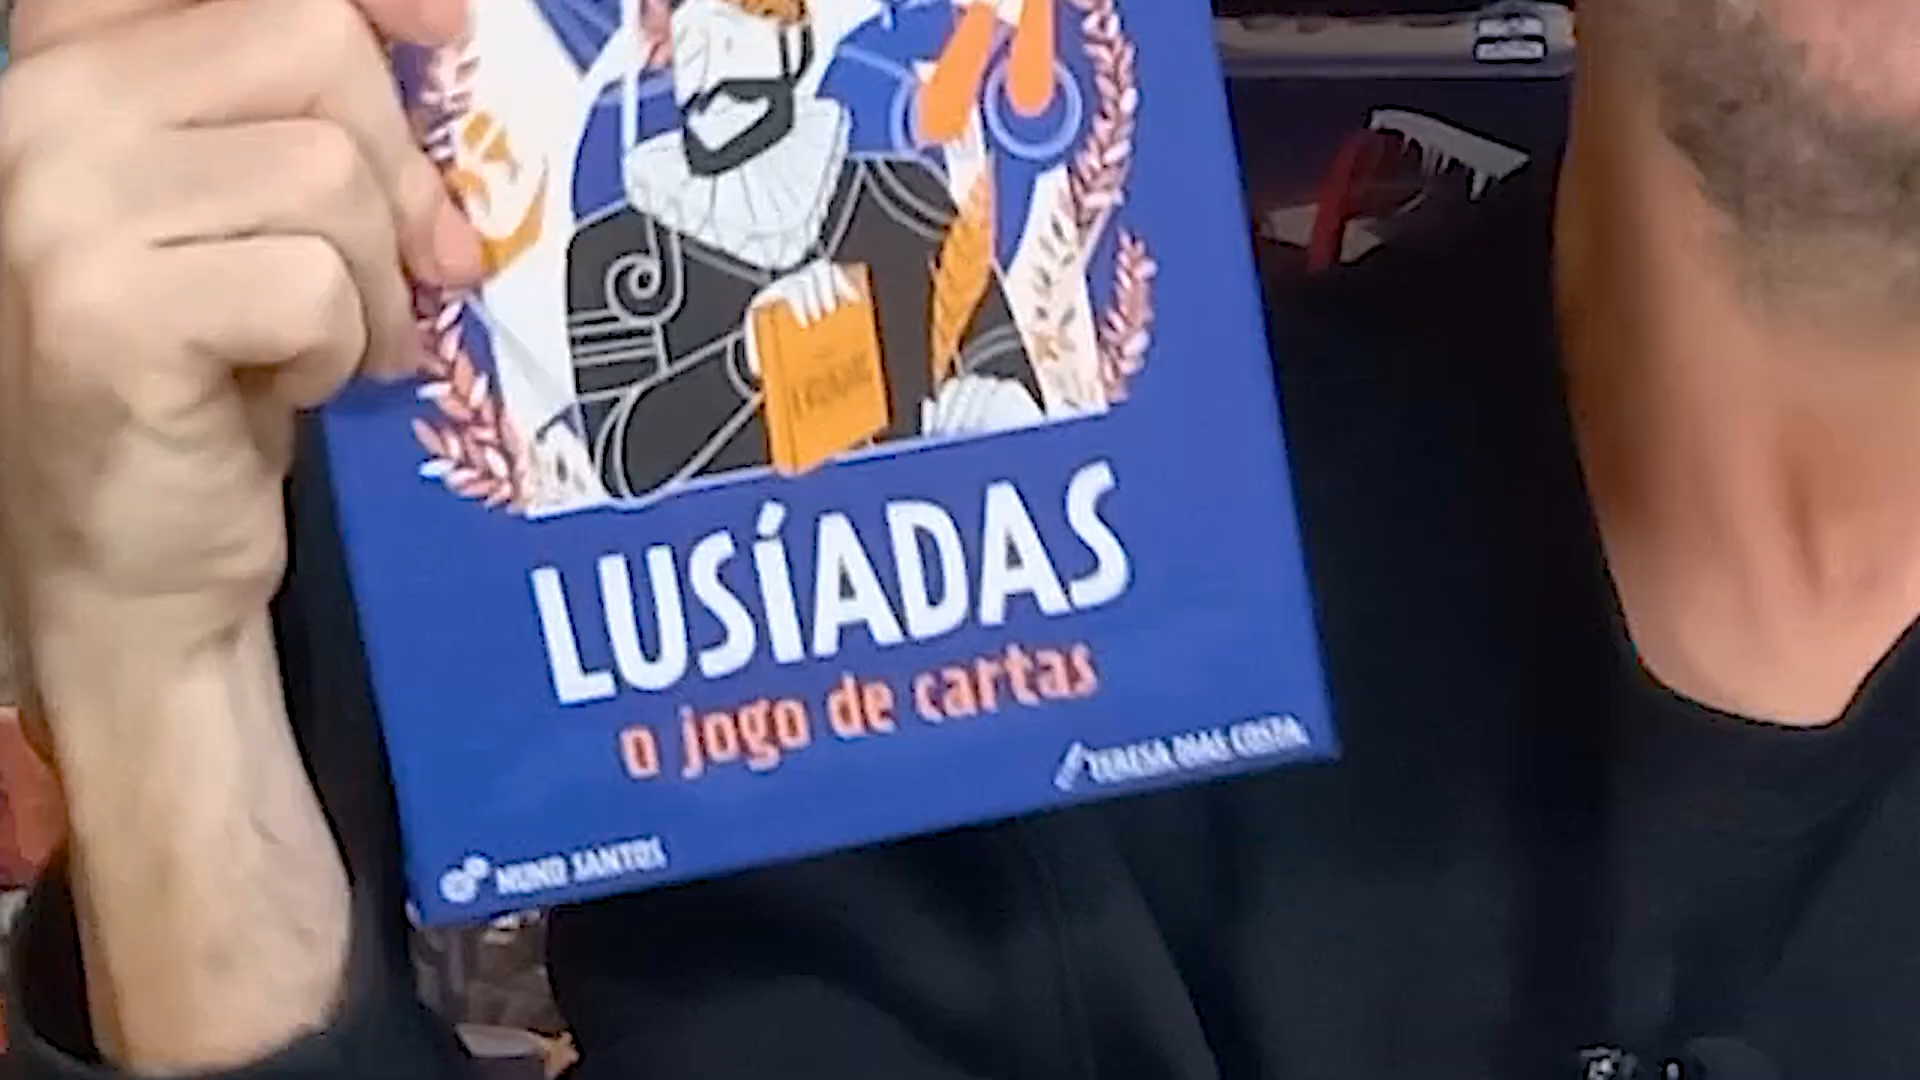 LUSÍADAS
o jogo de cartas
TERESA DIAS COSTA
NUNO SANTOS